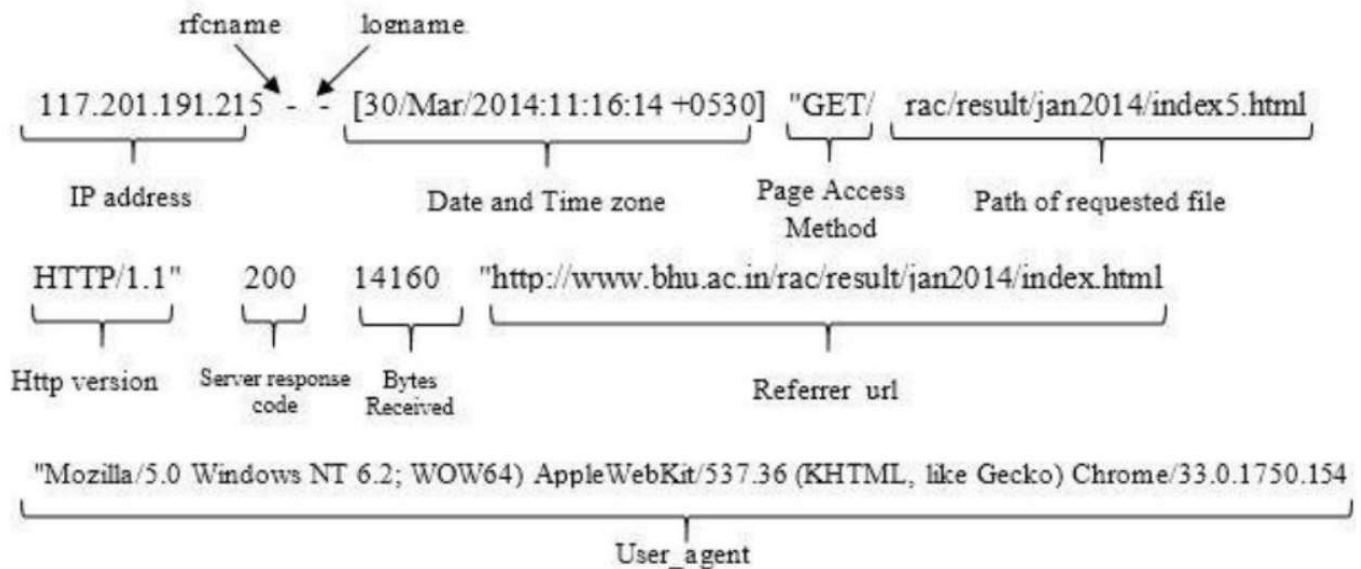 rfcname logname
117.201.191.215 - - [30/Mar/2014:11:16:14 +0530] "GET/ rac/result/jan2014/index5.html
IP address Date and Time zone Page Access Path of requested file
Method
HTTP/1.1" 200 14160 "http://www.bhu.ac.in/rac/result/jan2014/index.html
Http version Server response Bytes Referrer url
code Received
"Mozilla/5.0 Windows NT 6.2; WOW64) AppleWebKit/537.36 (KHTML, like Gecko) Chrome/33.0.1750.154
User_agent